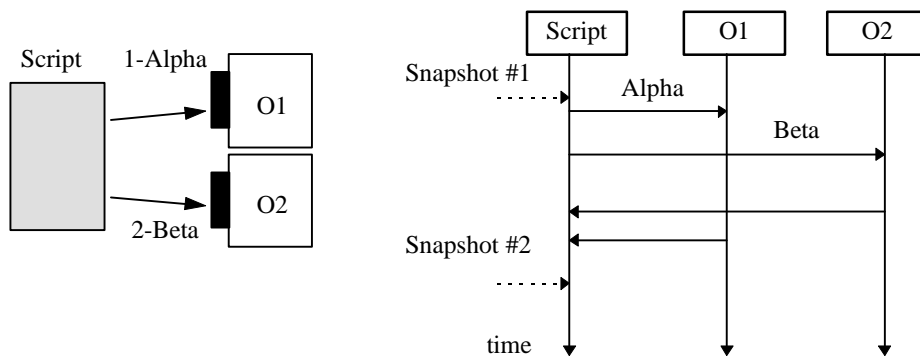 Script
1-Alpha
O1
O2
2-Beta
Script
O1
O2
Snapshot #1
Alpha
Beta
Snapshot #2
time